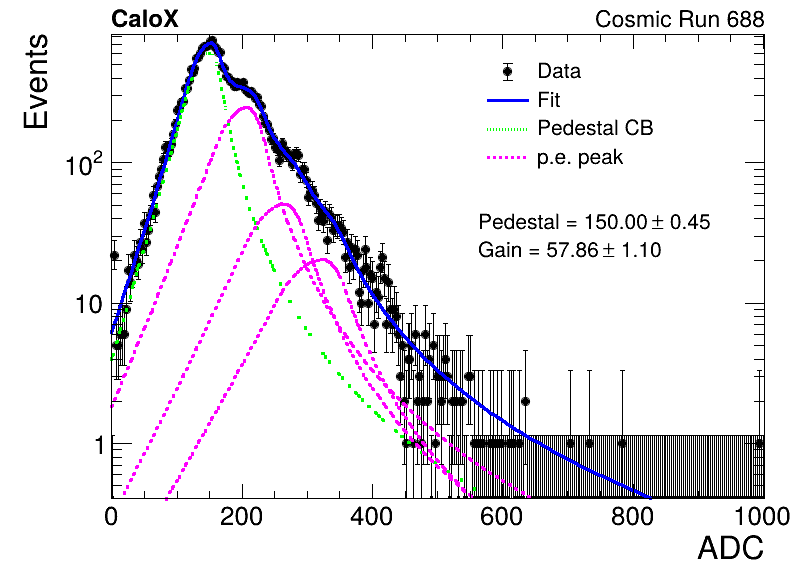 CaloX Cosmic Run 688
Events
Data
Fit
Pedestal CB
p.e. peak
Pedestal = 150.00 ± 0.45
Gain = 57.86 ± 1.10
10²
10
1
0 200 400 600 800 1000
ADC